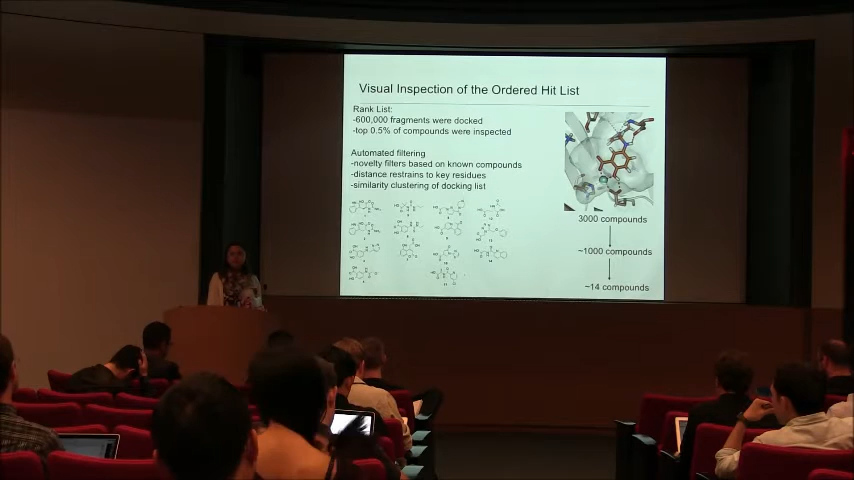 Visual Inspection of the Ordered Hit List
Rank List:
-600,000 fragments were docked
-top 0.5% of compounds were inspected
Automated filtering
-novelty filters based on known compounds
-distance restrains to key residues
-similarity clustering of docking list
3000 compounds
~1000 compounds
~14 compounds